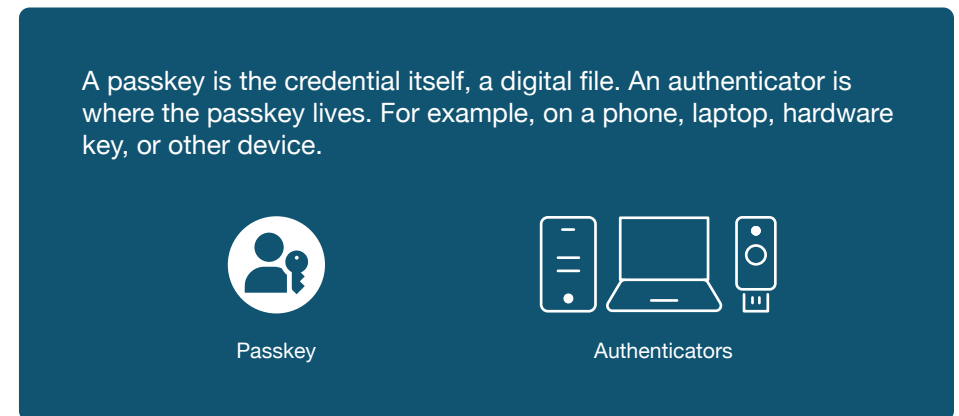 A passkey is the credential itself, a digital file. An authenticator is
where the passkey lives. For example, on a phone, laptop, hardware
key, or other device.
Passkey
Authenticators